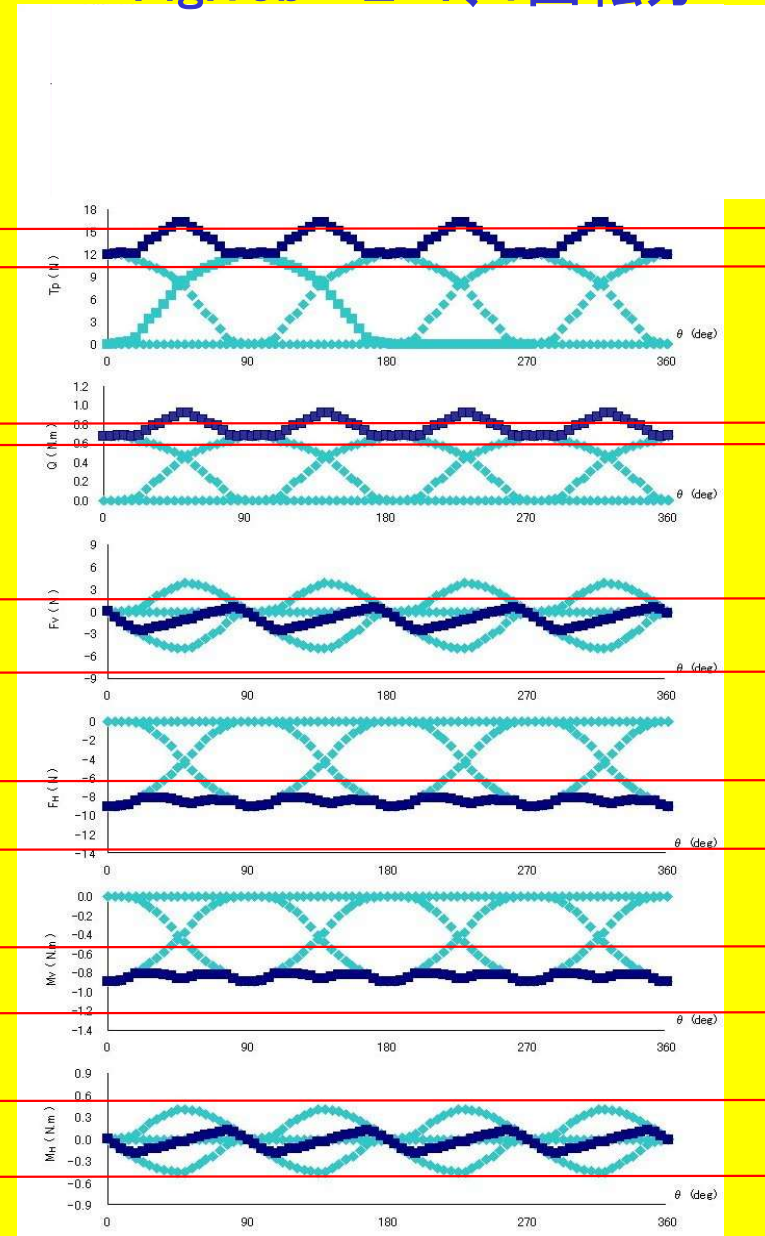 18
15
12
9
6
3
0
Tp ( N )
θ (deg)
0 90 180 270 360
1.2
1.0
0.8
0.6
0.4
0.2
0.0
Q ( N.m )
θ (deg)
0 90 180 270 360
9
6
3
0
-3
-6
-9
Fv ( N )
θ (deg)
0 90 180 270 360
0
-2
-4
-6
-8
-10
-12
-14
FH ( N )
θ (deg)
0 90 180 270 360
0.0
-0.2
-0.4
-0.6
-0.8
-1.0
-1.2
-1.4
Mv ( N.m )
θ (deg)
0 90 180 270 360
0.9
0.6
0.3
0.0
-0.3
-0.6
-0.9
MH ( N.m )
θ (deg)
0 90 180 270 360